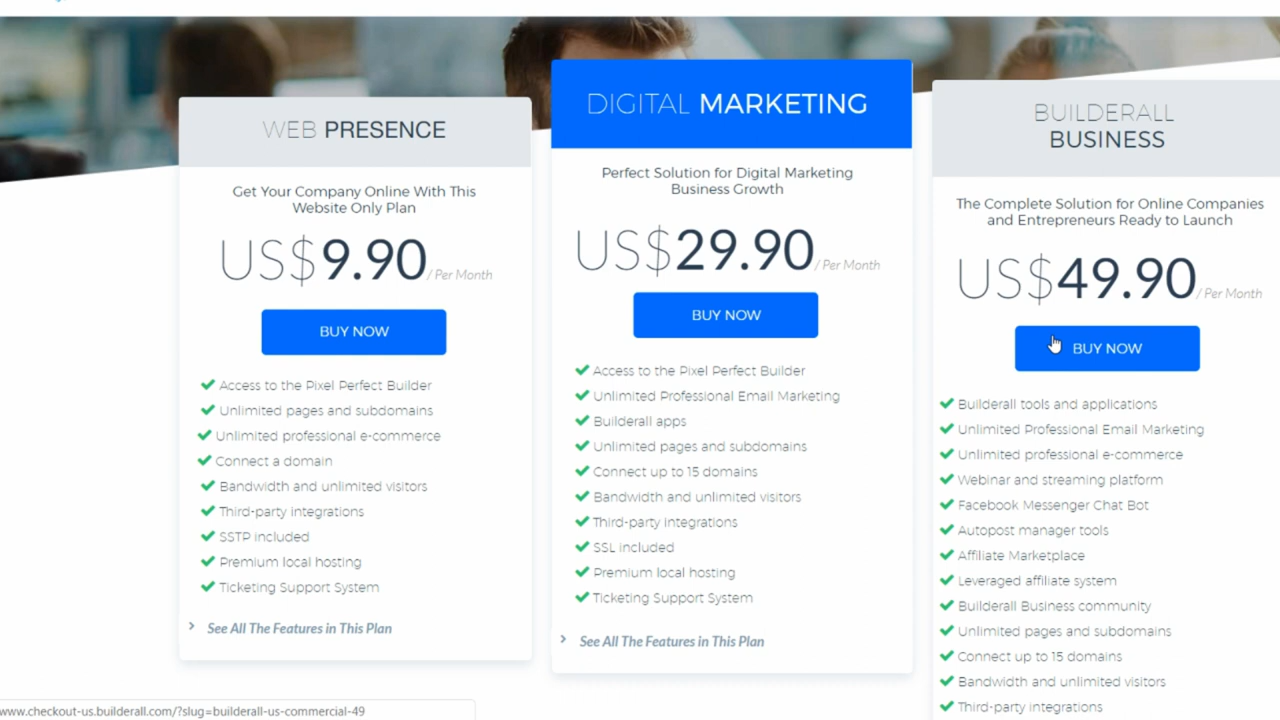 WEB PRESENCE
Get Your Company Online With This
Website Only Plan
US$9.90/ Per Month
BUY NOW
Access to the Pixel Perfect Builder
Unlimited pages and subdomains
Unlimited professional e-commerce
Connect a domain
Bandwidth and unlimited visitors
Third-party integrations
SSTP included
Premium local hosting
Ticketing Support System
See All The Features in This Plan
DIGITAL MARKETING
Perfect Solution for Digital Marketing
Business Growth
US$29.90/ Per Month
BUY NOW
Access to the Pixel Perfect Builder
Unlimited Professional Email Marketing
Builderall apps
Unlimited pages and subdomains
Connect up to 15 domains
Bandwidth and unlimited visitors
Third-party integrations
SSL included
Premium local hosting
Ticketing Support System
See All The Features in This Plan
BUILDERALL
BUSINESS
The Complete Solution for Online Companies
and Entrepreneurs Ready to Launch
US$49.90/ Per Month
BUY NOW
Builderall tools and applications
Unlimited Professional Email Marketing
Unlimited professional e-commerce
Webinar and streaming platform
Facebook Messenger Chat Bot
Autopost manager tools
Affiliate Marketplace
Leveraged affiliate system
Builderall Business community
Unlimited pages and subdomains
Connect up to 15 domains
Bandwidth and unlimited visitors
Third-party integrations
www.checkout-us.builderall.com/?slug=builderall-us-commercial-49